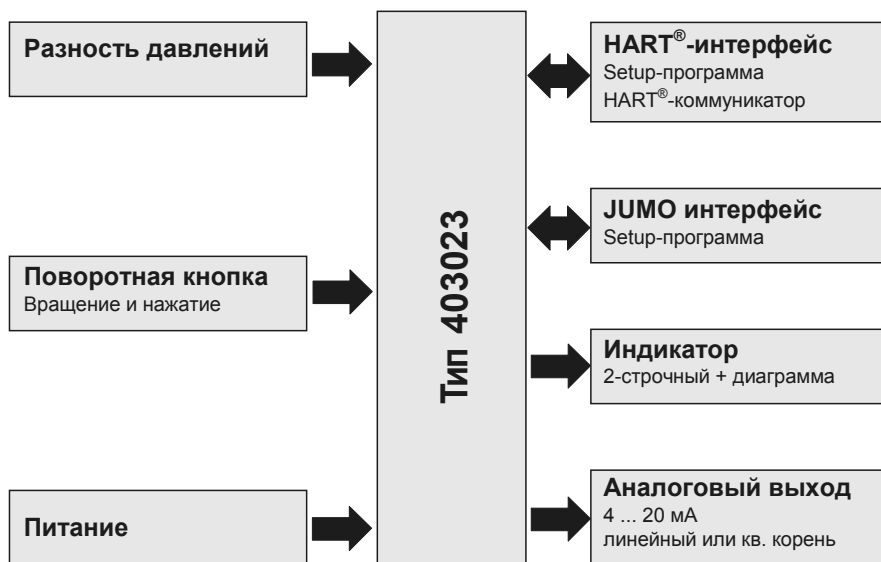 Разность давлений
Поворотная кнопка
Вращение и нажатие
Питание
Тип 403023
HART®-интерфейс
Setup-программа
HART®-коммуникатор
JUMO интерфейс
Setup-программа
Индикатор
2-строчный + диаграмма
Аналоговый выход
4 ... 20 мА
линейный или кв. корень